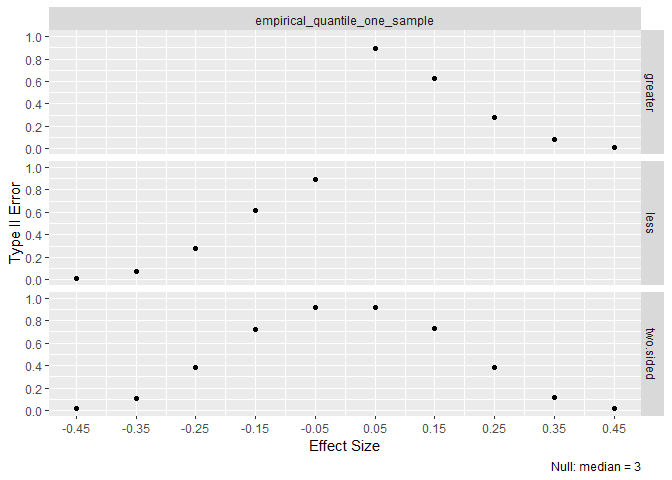 empirical_quantile_one_sample
1.0
0.8
0.6
0.4
0.2
0.0
greater
1.0
0.8
0.6
0.4
0.2
0.0
less
Type II Error
1.0
0.8
0.6
0.4
0.2
0.0
two.sided
-0.45 -0.35 -0.25 -0.15 -0.05 0.05 0.15 0.25 0.35 0.45
Effect Size
Null: median = 3